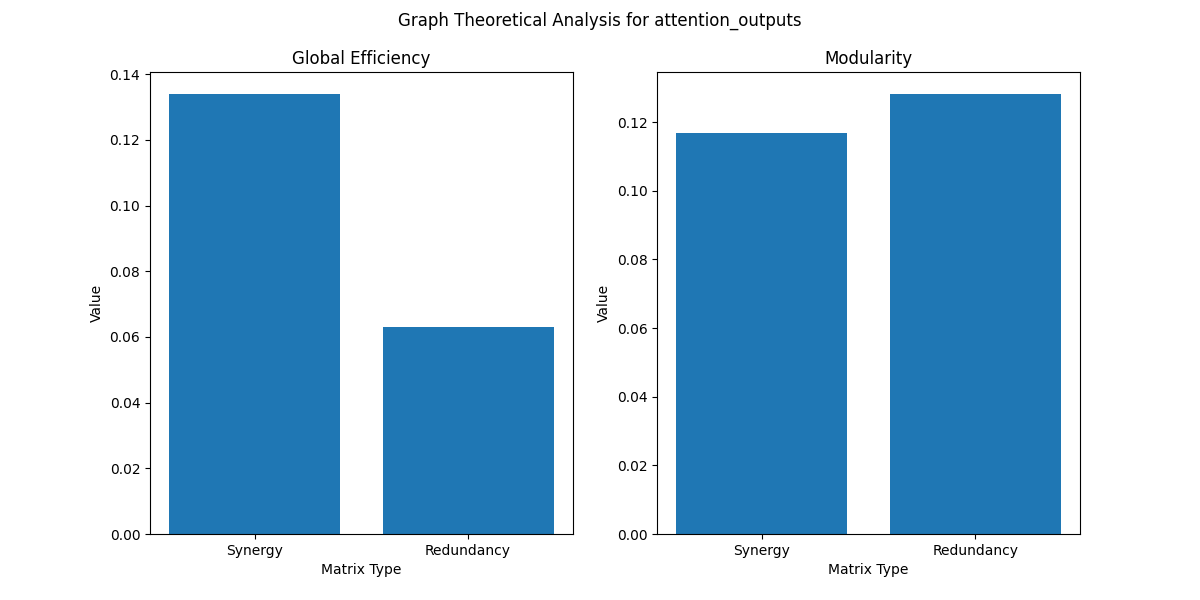 Graph Theoretical Analysis for attention_outputs
Global Efficiency
0.14
0.12
0.10
0.08
0.06
0.04
0.02
0.00
Value
Synergy
Redundancy
Matrix Type
Modularity
0.12
0.10
0.08
0.06
0.04
0.02
0.00
Value
Synergy
Redundancy
Matrix Type